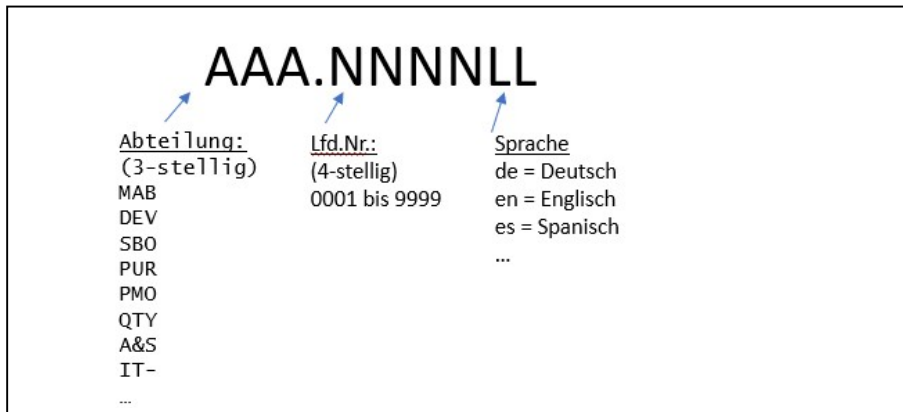 AAA.NNNNLL
Abteilung:
(3-stellig)
MAB
DEV
SBO
PUR
PMO
QTY
A&S
IT-
…
Lfd.Nr.:
(4-stellig)
0001 bis 9999
Sprache
de = Deutsch
en = Englisch
es = Spanisch
…